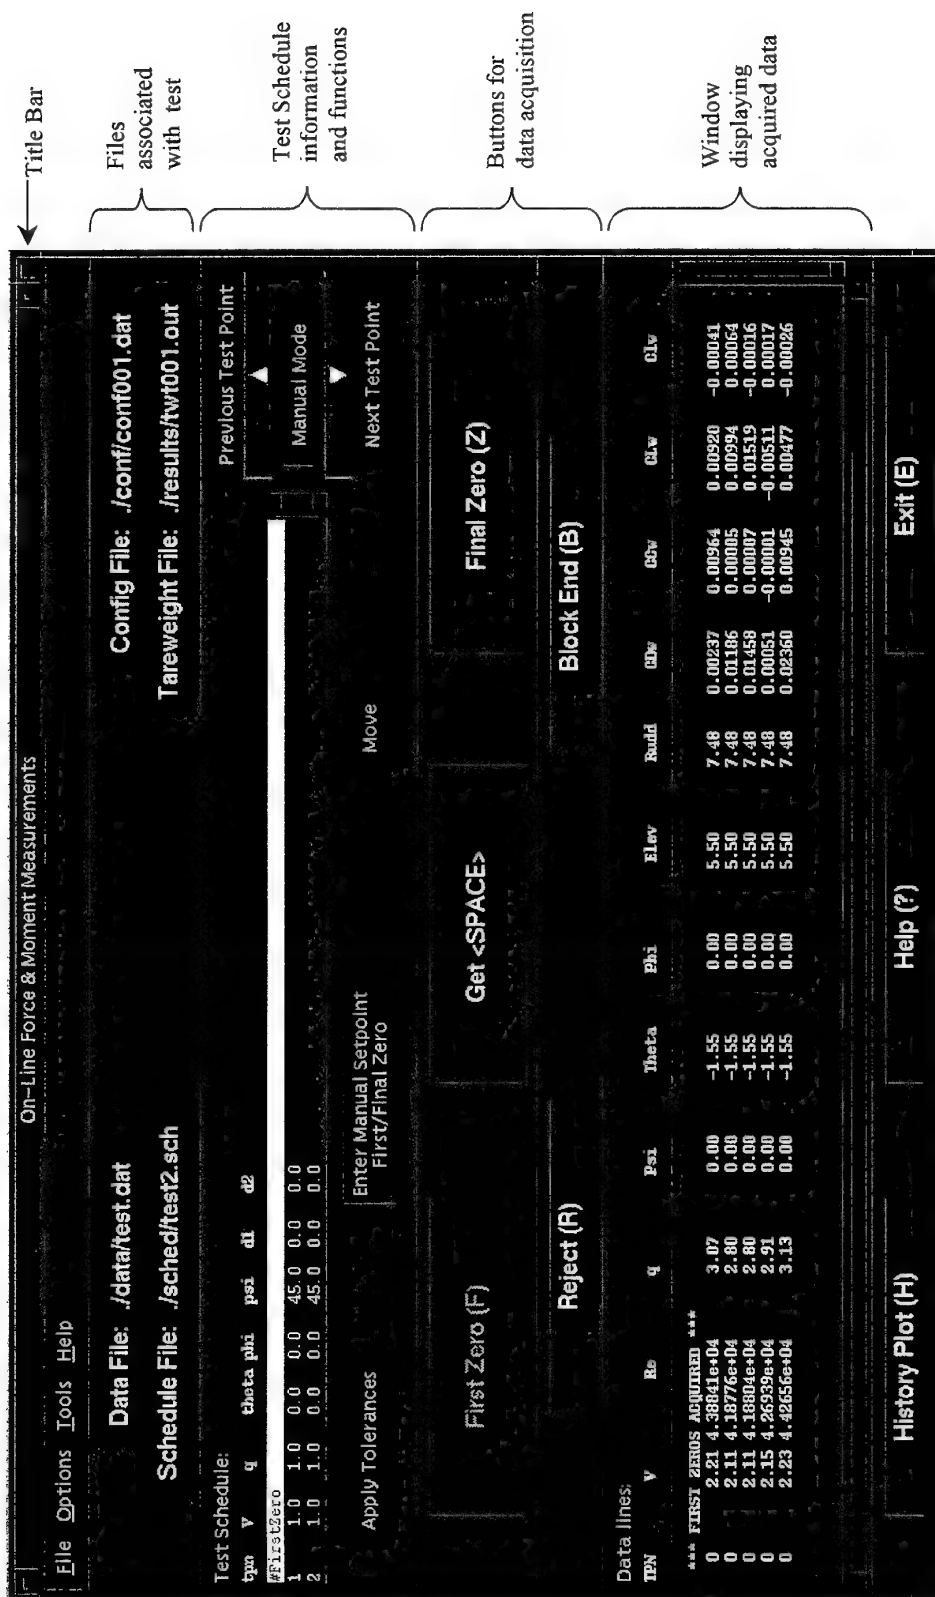 On-Line Force & Moment Measurements
Title Bar
File Options Tools Help
Data File: ./data/test.dat Config File: ./conf/conf001.dat
Schedule File: ./sched/test2.sch Tareweight File: ./results/twt001.out
Files
associated
with test
Test Schedule:
tpn V q theta phi psi d1 d2
#FirstZero
1 1.0 1.0 0.0 0.0 45.0 0.0 0.0
2 1.0 1.0 0.0 0.0 45.0 0.0 0.0
Previous Test Point
Manual Mode
Next Test Point
Apply Tolerances
Enter Manual Setpoint
First/Final Zero
Move
Test Schedule
information
and functions
First Zero (F) Get <SPACE> Final Zero (Z)
Reject (R) Block End (B)
Buttons for
data acquisition
Data lines:
TPN V Re q Psi Theta Phi Elev Rudd CDw CCw CLw Clw
*** FIRST ZEROS ACQUIRED ***
0 2.21 4.38841e+04 3.07 0.00 -1.55 0.00 5.50 7.48 0.00237 0.00964 0.00920 -0.00041
0 2.11 4.18776e+04 2.80 0.00 -1.55 0.00 5.50 7.48 0.01186 0.00005 0.00994 0.00064
0 2.11 4.18804e+04 2.80 0.00 -1.55 0.00 5.50 7.48 0.01458 0.00007 0.01519 -0.00016
0 2.15 4.26939e+04 2.91 0.00 -1.55 0.00 5.50 7.48 0.00051 -0.00001 -0.00511 0.00017
0 2.23 4.42656e+04 3.13 0.00 -1.55 0.00 5.50 7.48 0.02360 0.00945 0.00477 -0.00026
Window
displaying
acquired data
History Plot (H) Help (?) Exit (E)